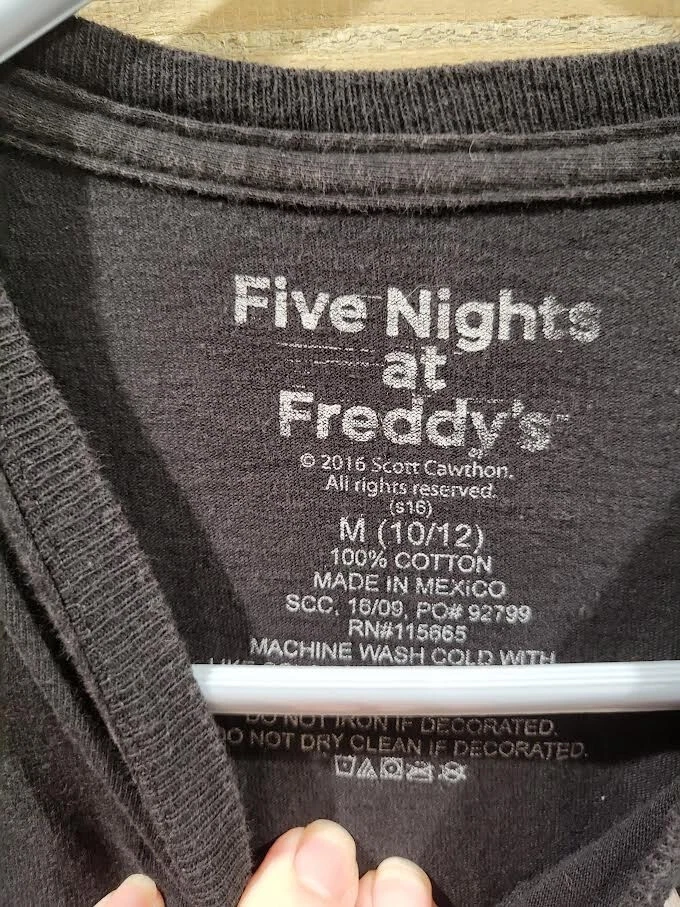 Five Nights
at
Freddy's™
© 2016 Scott Cawthon.
All rights reserved.
(s16)
M (10/12)
100% COTTON
MADE IN MEXiCO
SCC, 16/09, PO# 92799
RN#115665
MACHINE WASH COLD WITH
DO NOT IRON IF DECORATED.
DO NOT DRY CLEAN IF DECORATED.